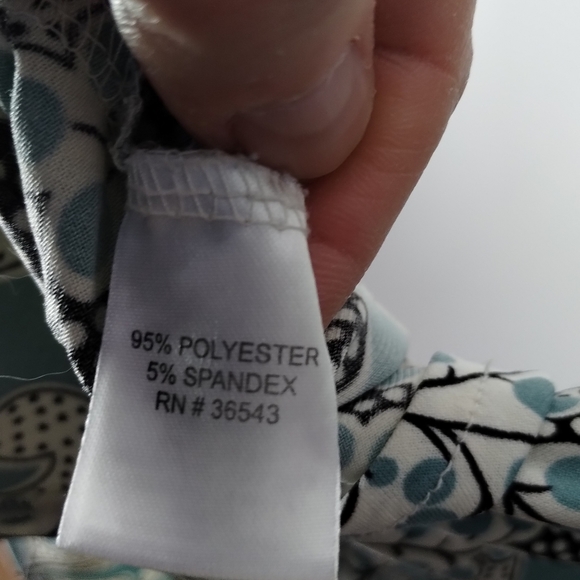 95% POLYESTER
5% SPANDEX
RN # 36543